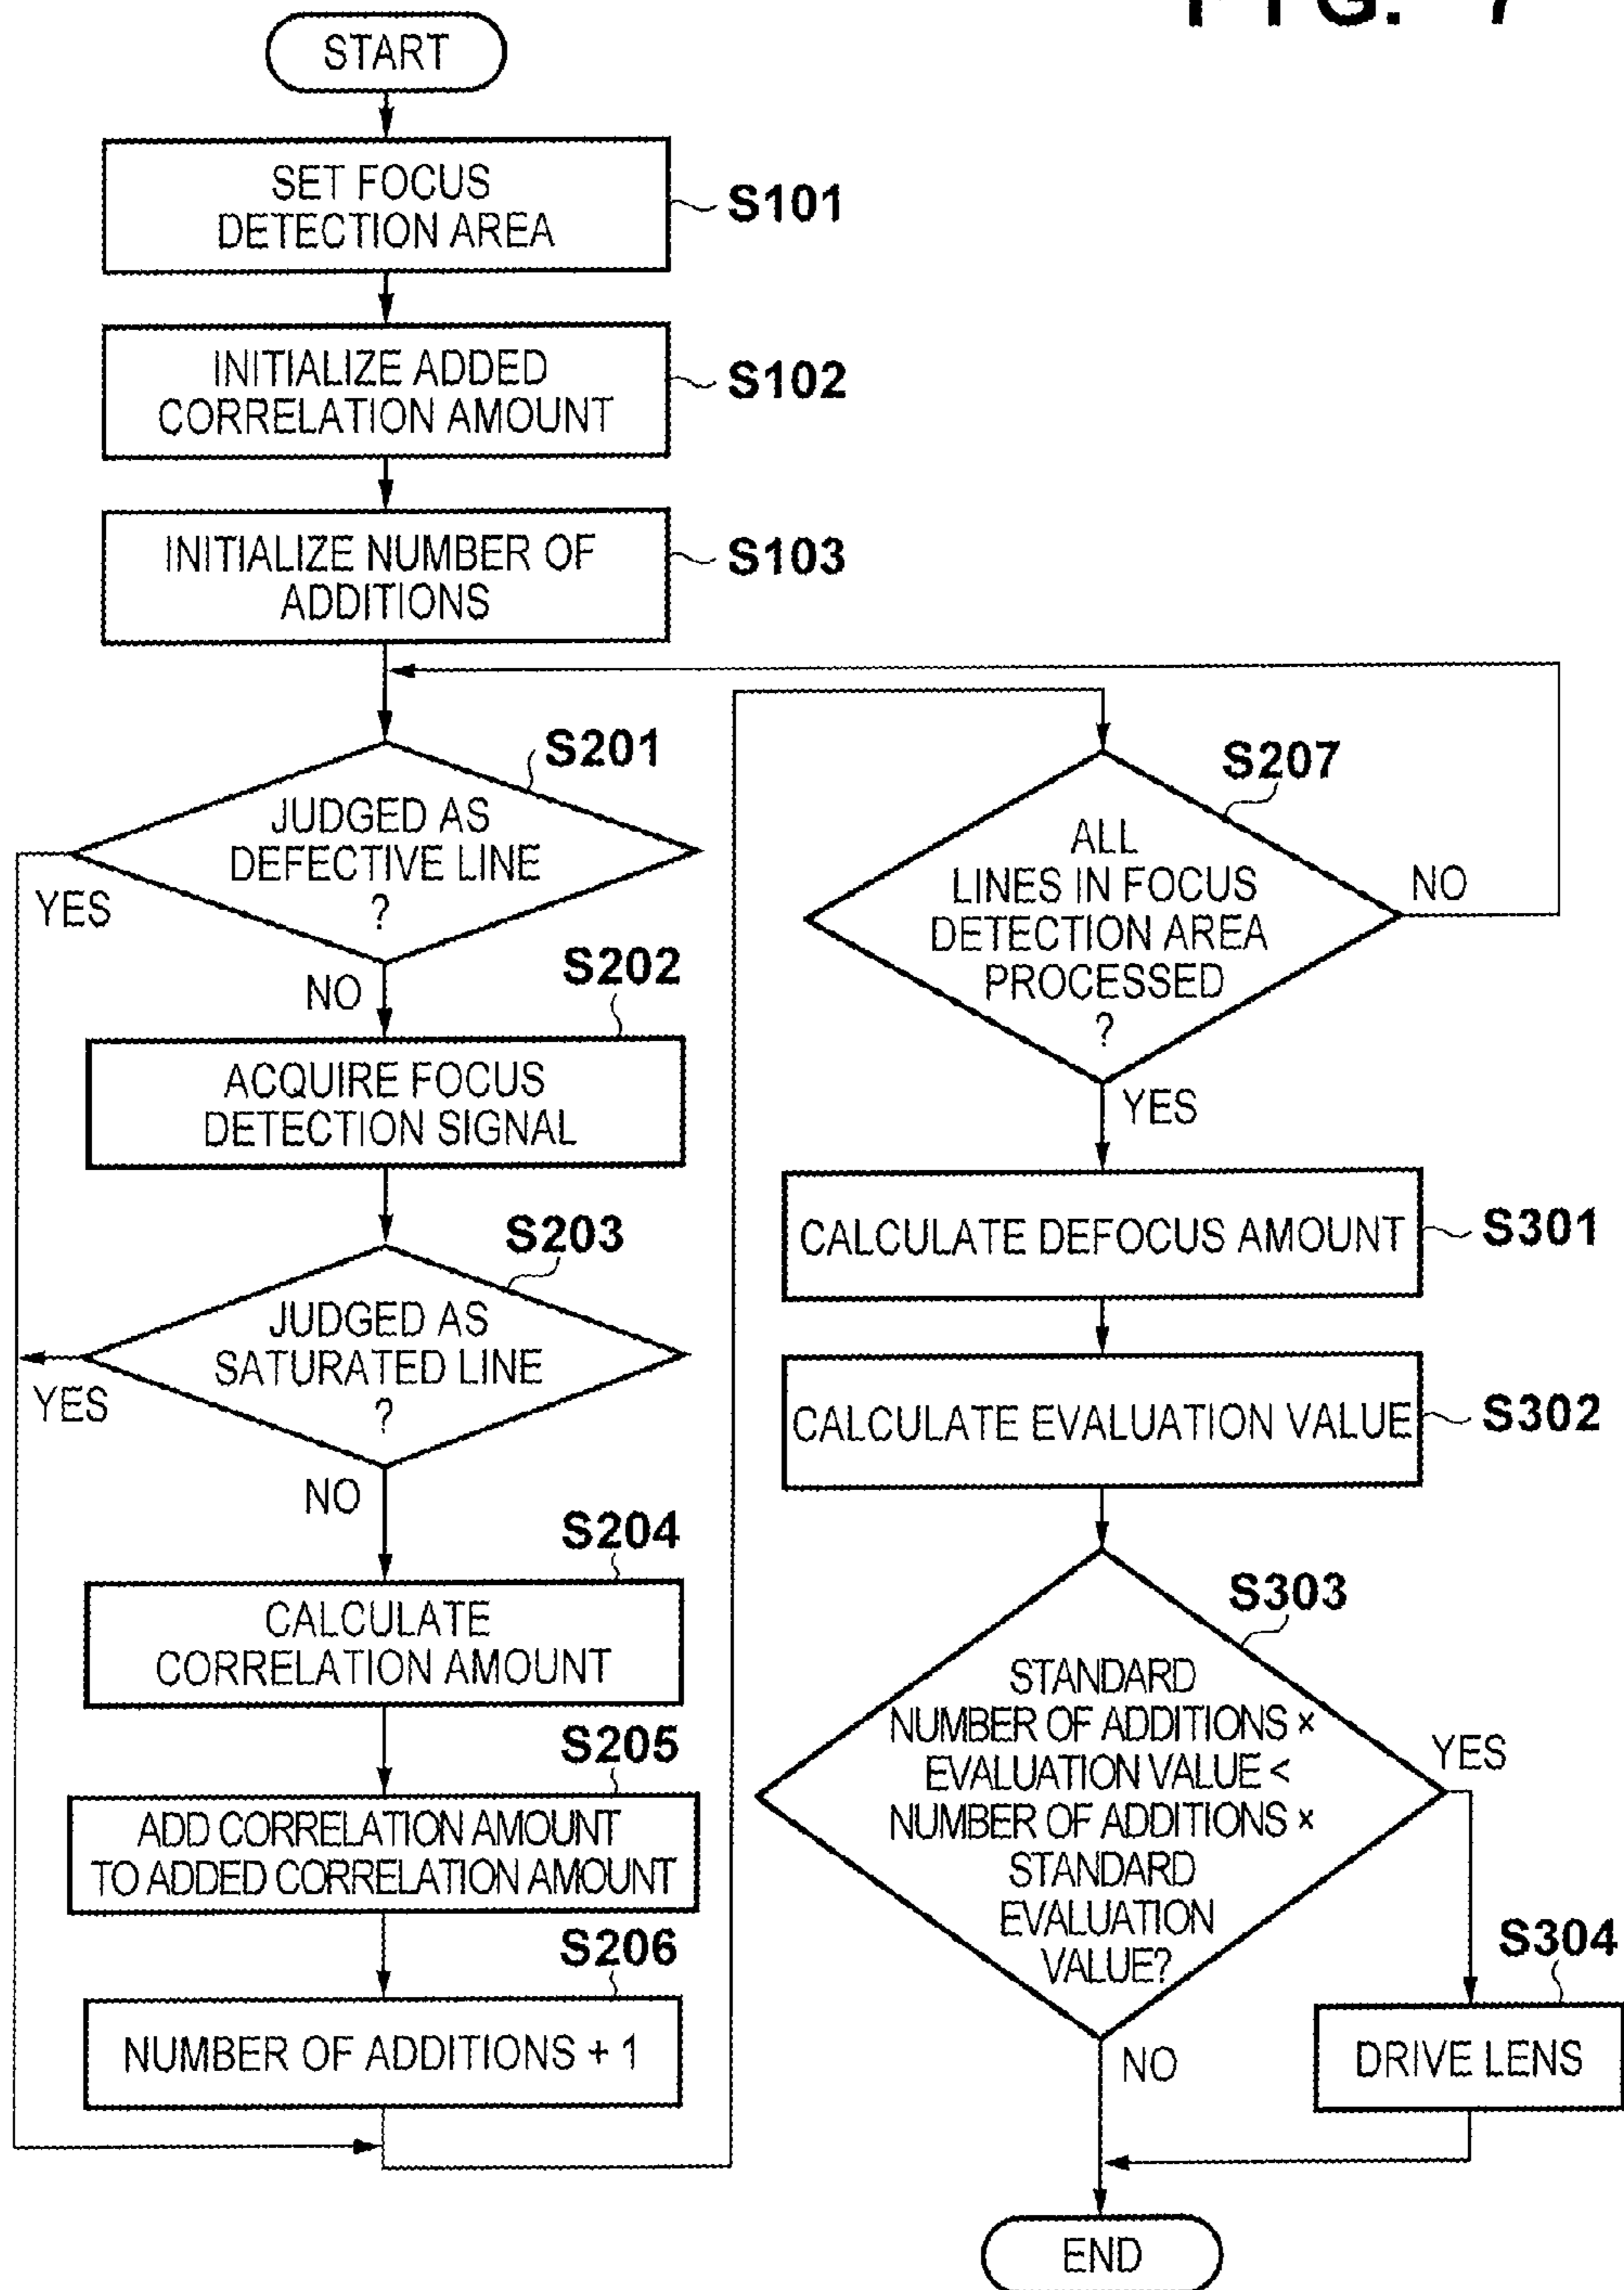 FIG. 7
START
SET FOCUS
DETECTION AREA
S101
INITIALIZE ADDED
CORRELATION AMOUNT
S102
INITIALIZE NUMBER OF
ADDITIONS
S103
S201
JUDGED AS
DEFECTIVE LINE
?
YES
NO
S202
ACQUIRE FOCUS
DETECTION SIGNAL
S203
JUDGED AS
SATURATED LINE
?
YES
NO
S204
CALCULATE
CORRELATION AMOUNT
S205
ADD CORRELATION AMOUNT
TO ADDED CORRELATION AMOUNT
S206
NUMBER OF ADDITIONS + 1
S207
ALL
LINES IN FOCUS
DETECTION AREA
PROCESSED
?
NO
YES
CALCULATE DEFOCUS AMOUNT
S301
CALCULATE EVALUATION VALUE
S302
S303
STANDARD
NUMBER OF ADDITIONS ×
EVALUATION VALUE <
NUMBER OF ADDITIONS ×
STANDARD
EVALUATION
VALUE?
YES
NO
S304
DRIVE LENS
END